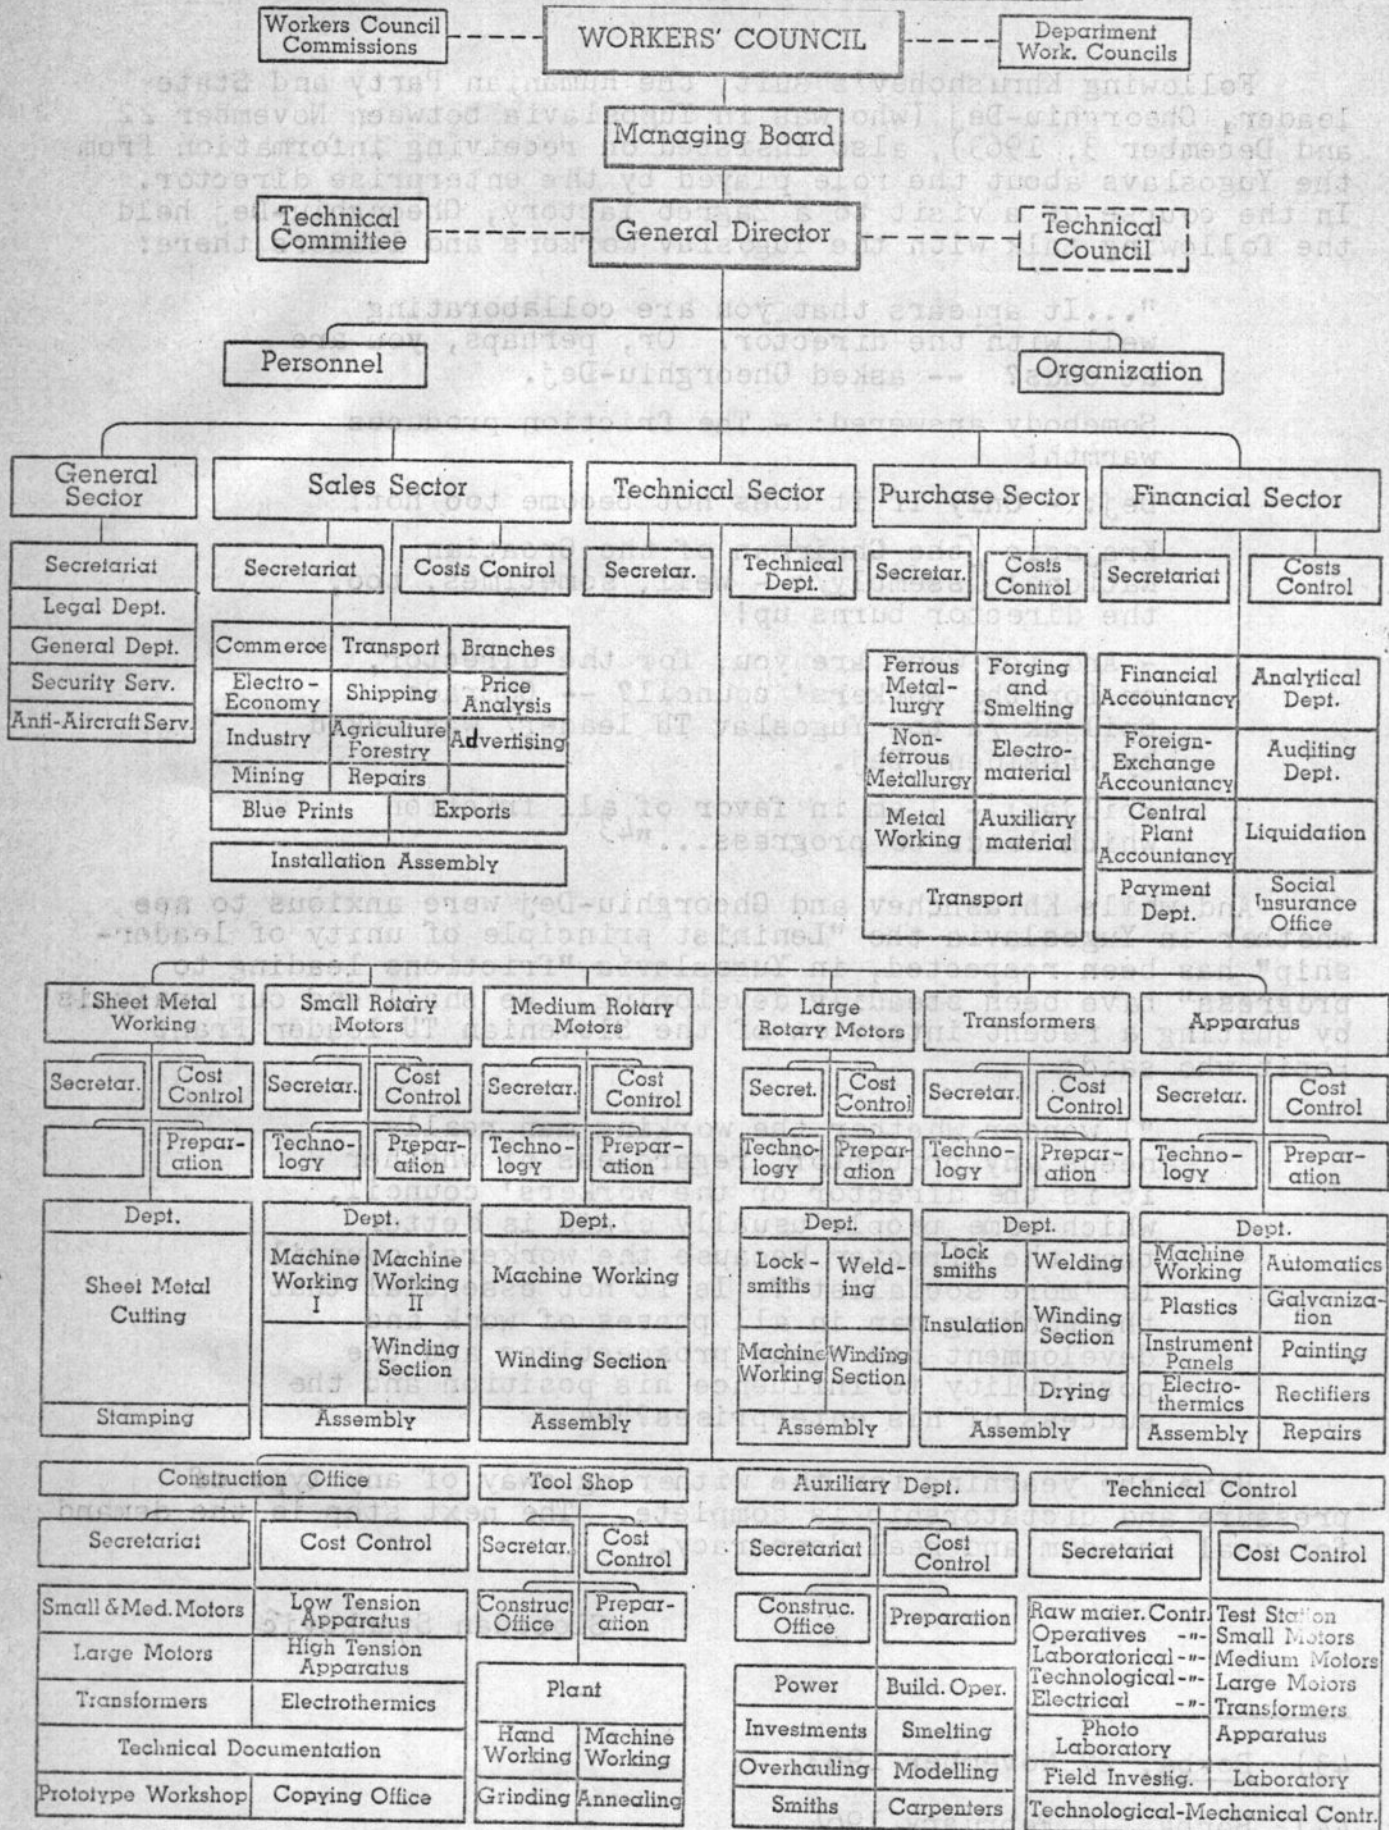 Workers Council
Commissions
WORKERS' COUNCIL
Department
Work. Councils
Managing Board
Technical
Committee
General Director
Technical
Council
Personnel
Organization
General
Sector
Sales Sector
Technical Sector
Purchase Sector
Financial Sector
Secretariat
Legal Dept.
General Dept.
Security Serv.
Anti-Aircraft Serv.
Secretariat
Costs Control
Commerce
Transport
Branches
Electro-
Economy
Shipping
Price
Analysis
Industry
Agriculture
Forestry
Advertising
Mining
Repairs
Blue Prints
Exports
Installation Assembly
Secretar.
Technical
Dept.
Secretar.
Costs
Control
Ferrous
Metal-
lurgy
Forging
and
Smelting
Non-
ferrous
Metallurgy
Electro-
material
Metal
Working
Auxiliary
material
Transport
Secretariat
Costs
Control
Financial
Accountancy
Analytical
Dept.
Foreign-
Exchange
Accountancy
Auditing
Dept.
Central
Plant
Accountancy
Liquidation
Payment
Dept.
Social
Insurance
Office
Sheet Metal
Working
Secretar.
Cost
Control
Prepar-
ation
Dept.
Sheet Metal
Cutting
Stamping
Small Rotary
Motors
Secretar.
Cost
Control
Techno-
logy
Prepar-
ation
Dept.
Machine
Working
I
Machine
Working
II
Winding
Section
Assembly
Medium Rotary
Motors
Secretar.
Cost
Control
Techno-
logy
Prepar-
ation
Dept.
Machine Working
Winding Section
Assembly
Large
Rotary Motors
Secret.
Cost
Control
Techno-
logy
Prepar-
ation
Dept.
Lock-
smiths
Weld-
ing
Machine
Working
Winding
Section
Assembly
Transformers
Secretar.
Cost
Control
Techno-
logy
Prepar-
ation
Dept.
Lock
smiths
Welding
Insulation
Winding
Section
Drying
Assembly
Apparatus
Secretar.
Cost
Control
Techno-
logy
Prepar-
ation
Dept.
Machine
Working
Automatics
Plastics
Galvaniza-
tion
Instrument
Panels
Painting
Electro-
thermics
Rectifiers
Assembly
Repairs
Construction Office
Secretariat
Cost Control
Small & Med. Motors
Low Tension
Apparatus
Large Motors
High Tension
Apparatus
Transformers
Electrothermics
Technical Documentation
Prototype Workshop
Copying Office
Tool Shop
Secretar.
Cost
Control
Construc.
Office
Prepar-
ation
Plant
Hand
Working
Machine
Working
Grinding
Annealing
Auxiliary Dept.
Secretariat
Cost
Control
Construc.
Office
Preparation
Power
Build. Oper.
Investments
Smelting
Overhauling
Modelling
Smiths
Carpenters
Technical Control
Secretariat
Cost Control
Raw mater. Contr.
Operatives -"-
Laboratorical -"-
Technological -"-
Electrical -"-
Photo
Laboratory
Field Investig.
Test Station
Small Motors
Medium Motors
Large Motors
Transformers
Apparatus
Laboratory
Technological-Mechanical Contr.